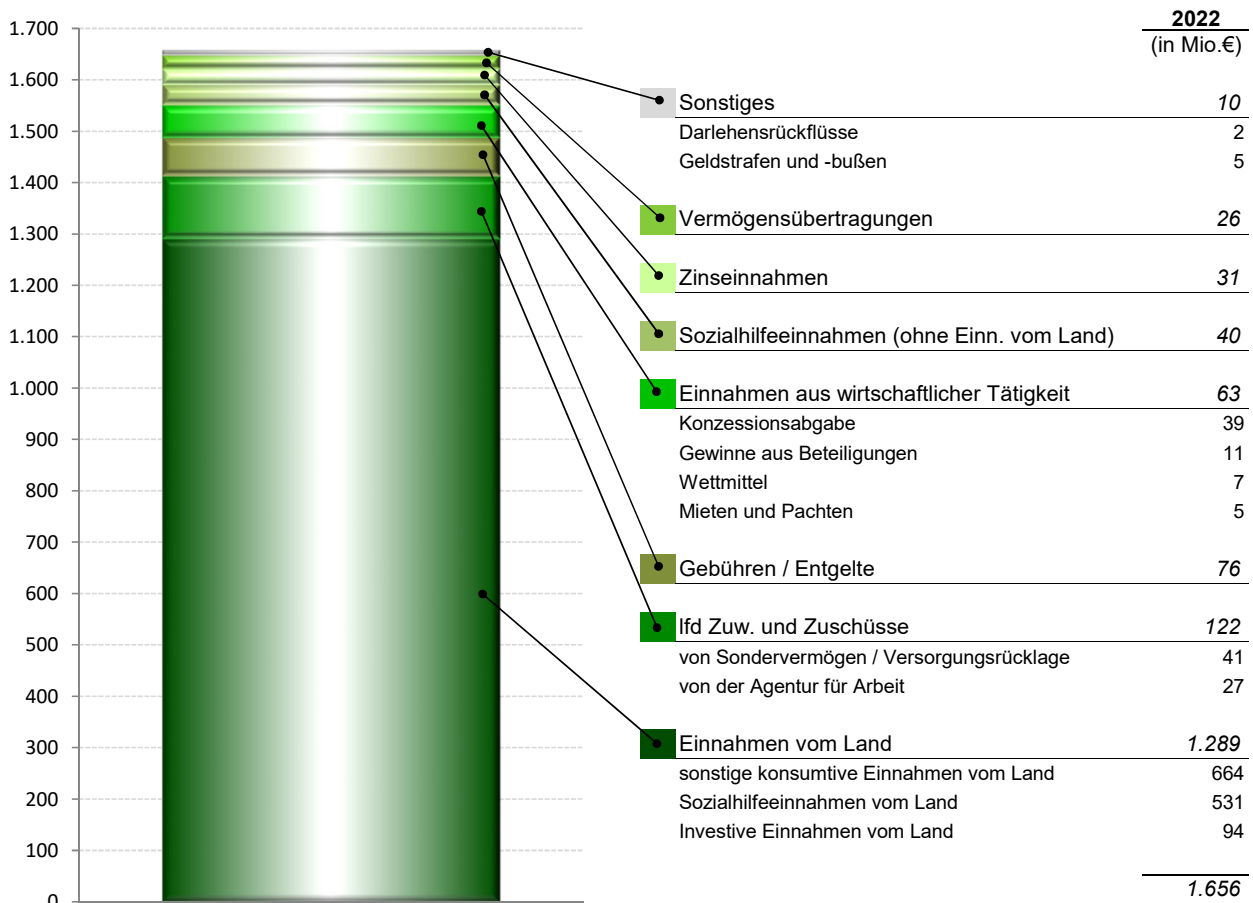 2022
(in Mio.€)
1.700
1.600
1.500
1.400
1.300
1.200
1.100
1.000
900
800
700
600
500
400
300
200
100
0
Sonstiges 10
Darlehensrückflüsse 2
Geldstrafen und -bußen 5
Vermögensübertragungen 26
Zinseinnahmen 31
Sozialhilfeeinnahmen (ohne Einn. vom Land) 40
Einnahmen aus wirtschaftlicher Tätigkeit 63
Konzessionsabgabe 39
Gewinne aus Beteiligungen 11
Wettmittel 7
Mieten und Pachten 5
Gebühren / Entgelte 76
lfd Zuw. und Zuschüsse 122
von Sondervermögen / Versorgungsrücklage 41
von der Agentur für Arbeit 27
Einnahmen vom Land 1.289
sonstige konsumtive Einnahmen vom Land 664
Sozialhilfeeinnahmen vom Land 531
Investive Einnahmen vom Land 94
1.656